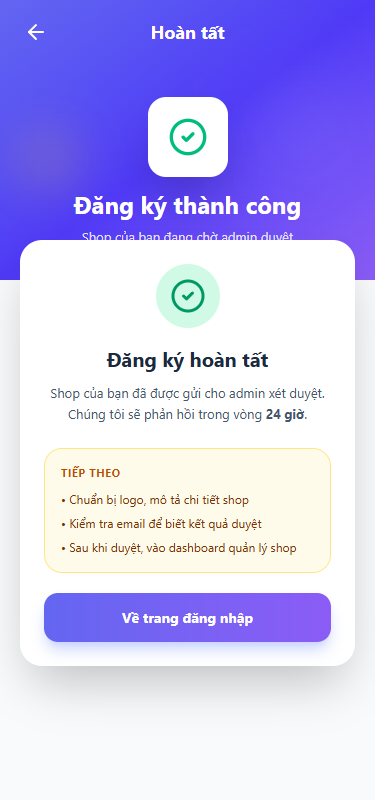 Hoàn tất
Đăng ký thành công
Shop của bạn đang chờ admin duyệt
Đăng ký hoàn tất
Shop của bạn đã được gửi cho admin xét duyệt.
Chúng tôi sẽ phản hồi trong vòng 24 giờ.
TIẾP THEO
• Chuẩn bị logo, mô tả chi tiết shop
• Kiểm tra email để biết kết quả duyệt
• Sau khi duyệt, vào dashboard quản lý shop
Về trang đăng nhập